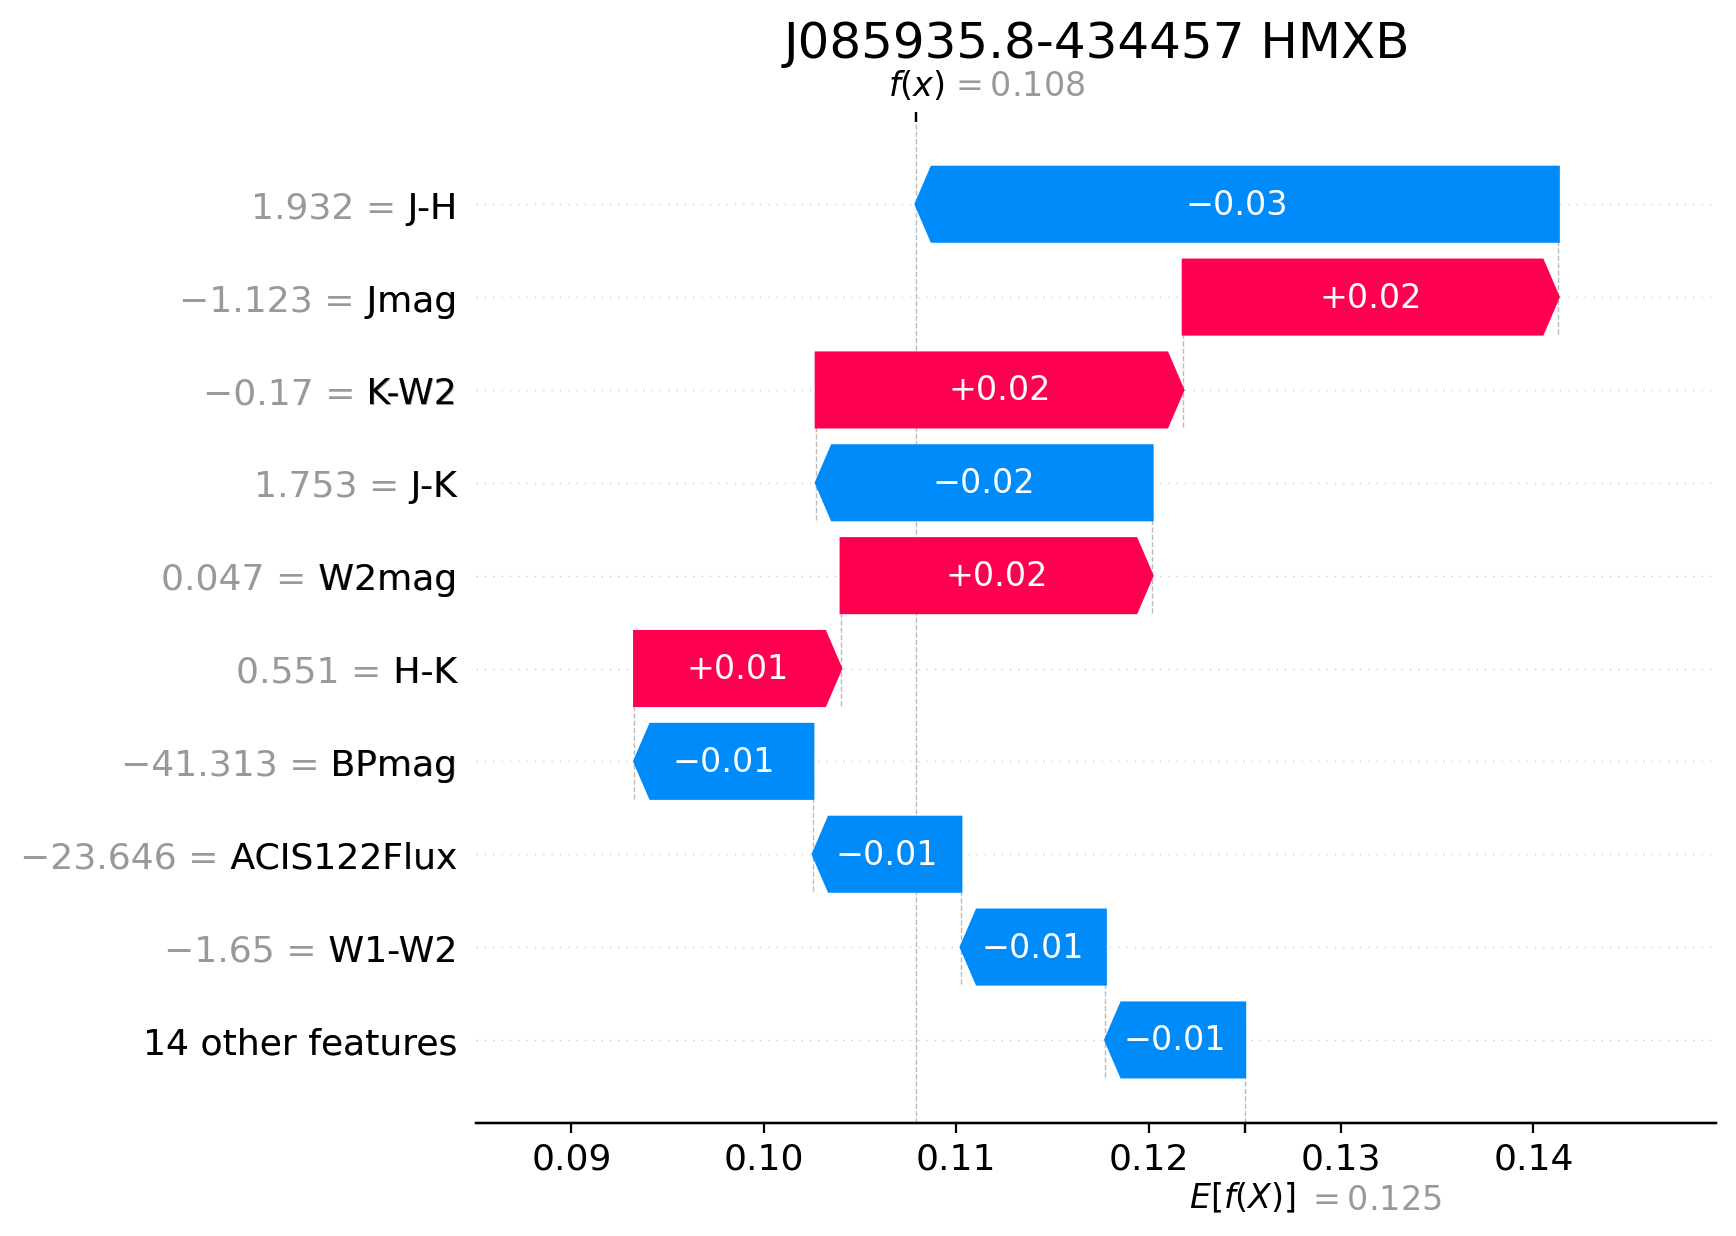 J085935.8-434457 HMXB
f(x) = 0.108
1.932 = J-H
−0.03
−1.123 = Jmag
+0.02
−0.17 = K-W2
+0.02
1.753 = J-K
−0.02
0.047 = W2mag
+0.02
0.551 = H-K
+0.01
−41.313 = BPmag
−0.01
−23.646 = ACIS122Flux
−0.01
−1.65 = W1-W2
−0.01
14 other features
−0.01
0.09 0.10 0.11 0.12 0.13 0.14
E[f(X)] = 0.125